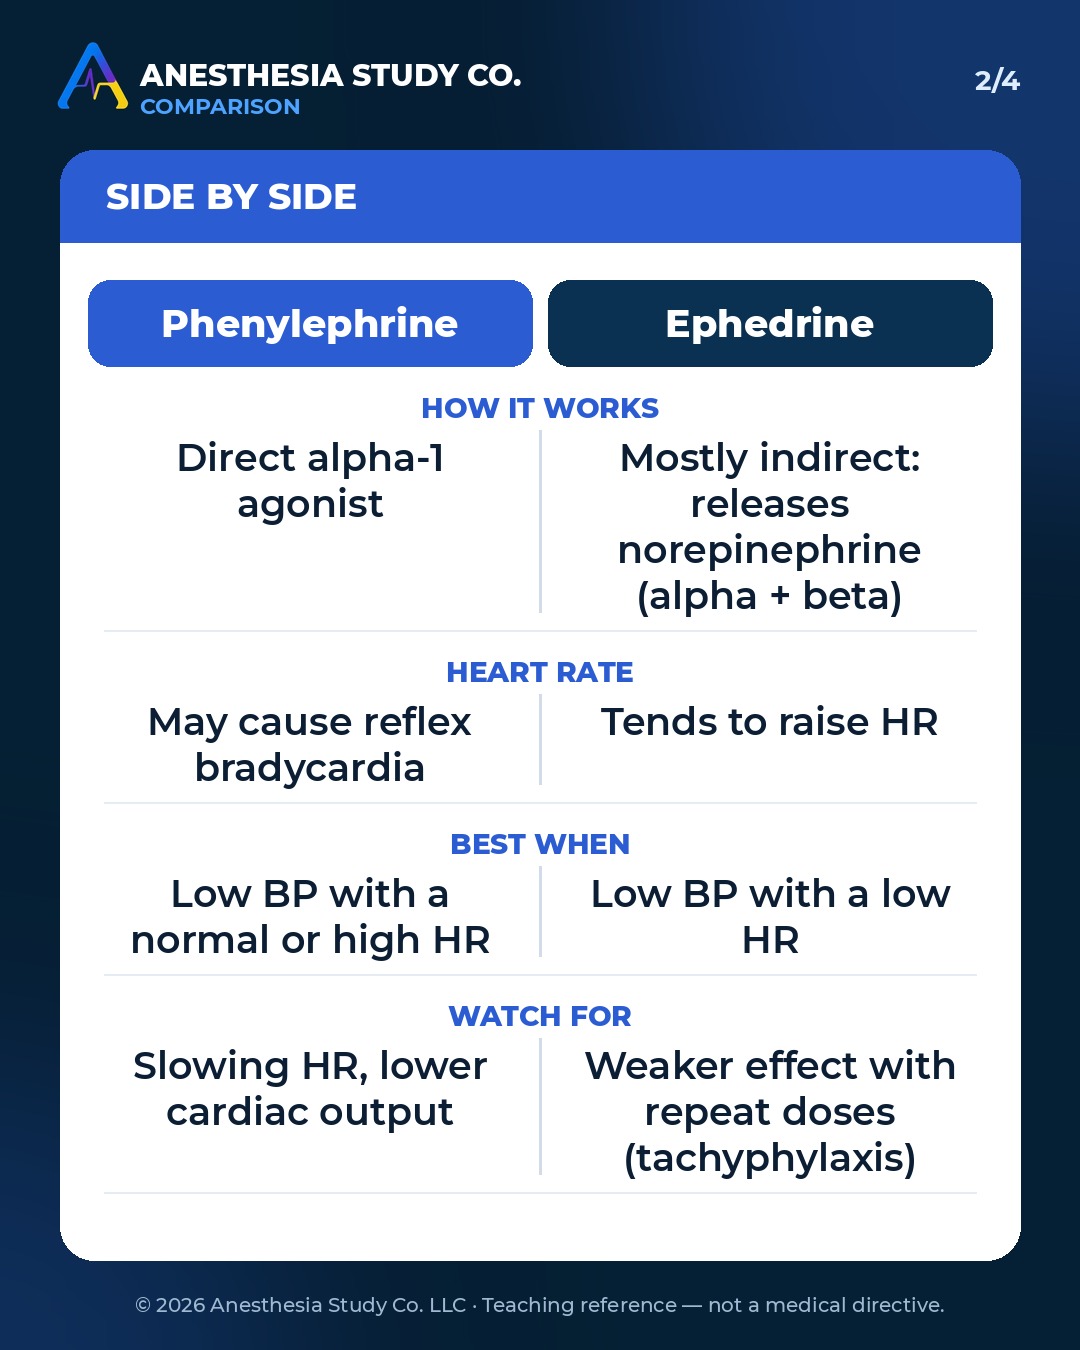 ANESTHESIA STUDY CO.
COMPARISON
2/4
SIDE BY SIDE
Phenylephrine
Ephedrine
HOW IT WORKS
Direct alpha-1
agonist
Mostly indirect:
releases
norepinephrine
(alpha + beta)
HEART RATE
May cause reflex
bradycardia
Tends to raise HR
BEST WHEN
Low BP with a
normal or high HR
Low BP with a low
HR
WATCH FOR
Slowing HR, lower
cardiac output
Weaker effect with
repeat doses
(tachyphylaxis)
© 2026 Anesthesia Study Co. LLC · Teaching reference — not a medical directive.